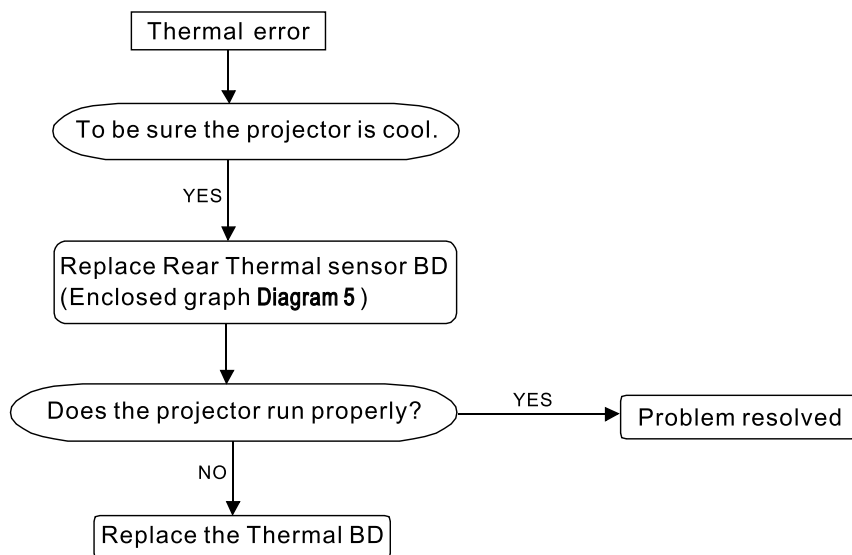 Thermal error
To be sure the projector is cool.
YES
Replace Rear Thermal sensor BD
(Enclosed graph Diagram 5 )
Does the projector run properly?
YES
Problem resolved
NO
Replace the Thermal BD